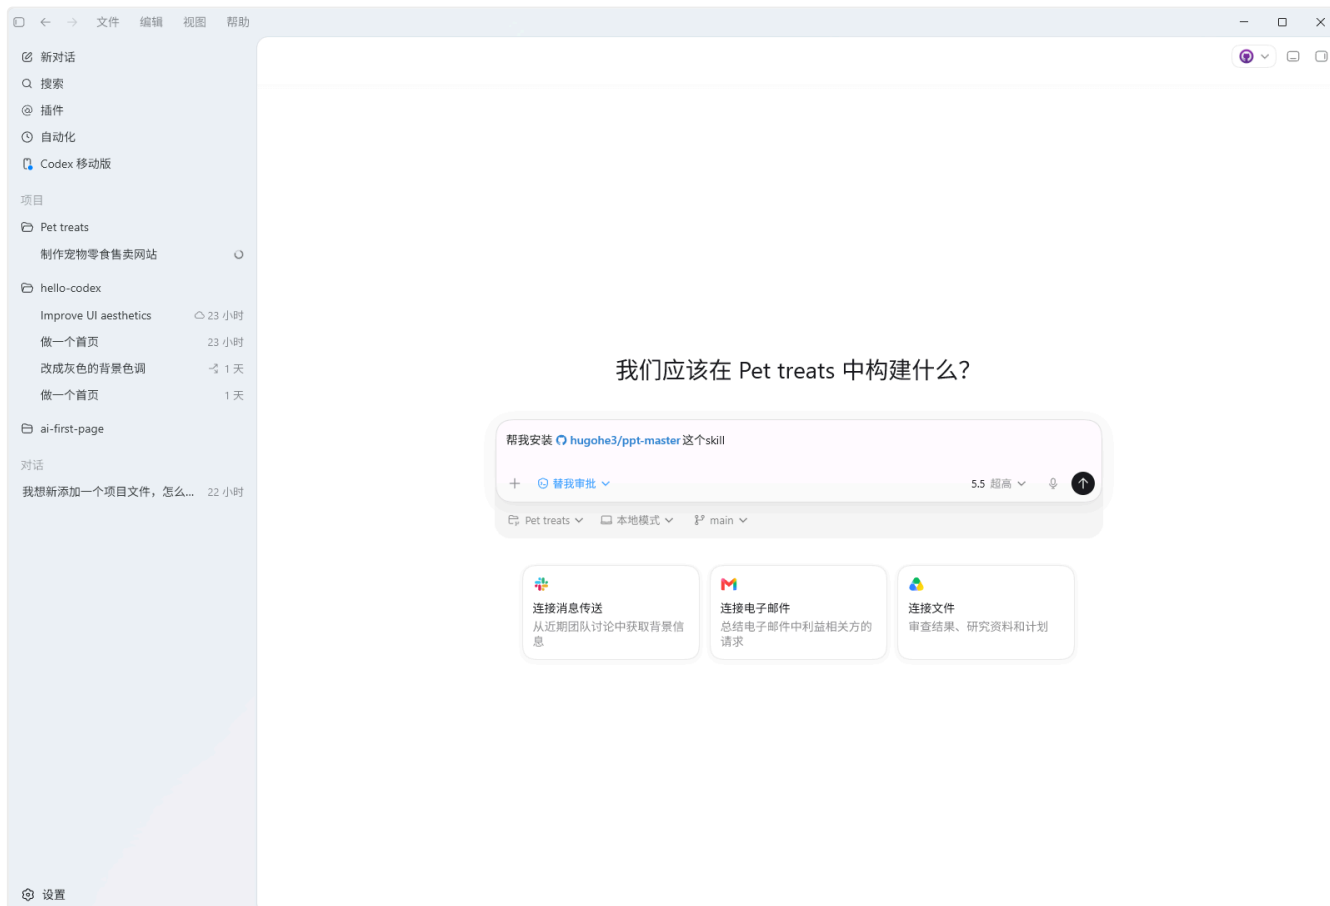 文件 编辑 视图 帮助
新对话
搜索
插件
自动化
Codex 移动版
项目
Pet treats
制作宠物零食售卖网站
hello-codex
Improve UI aesthetics 23 小时
做一个首页 23 小时
改成灰色的背景色调 1 天
做一个首页 1 天
ai-first-page
对话
我想新添加一个项目文件，怎么... 22 小时
设置
我们应该在 Pet treats 中构建什么？
帮我安装 hugohe3/ppt-master 这个skill
替我审批 5.5 超高
Pet treats 本地模式 main
连接消息传送
从近期团队讨论中获取背景信
息
连接电子邮件
总结电子邮件中利益相关方的
请求
连接文件
审查结果、研究资料和计划